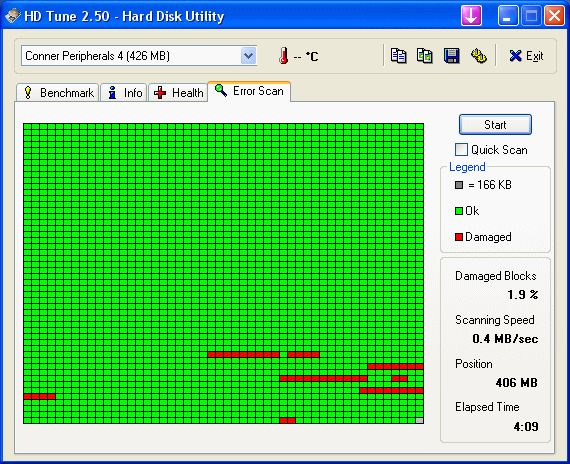 HD Tune 2.50 - Hard Disk Utility
Conner Peripherals 4 (426 MB)
-- °C
Exit
Benchmark
Info
Health
Error Scan
Start
Quick Scan
Legend
= 166 KB
Ok
Damaged
Damaged Blocks
1.9 %
Scanning Speed
0.4 MB/sec
Position
406 MB
Elapsed Time
4:09